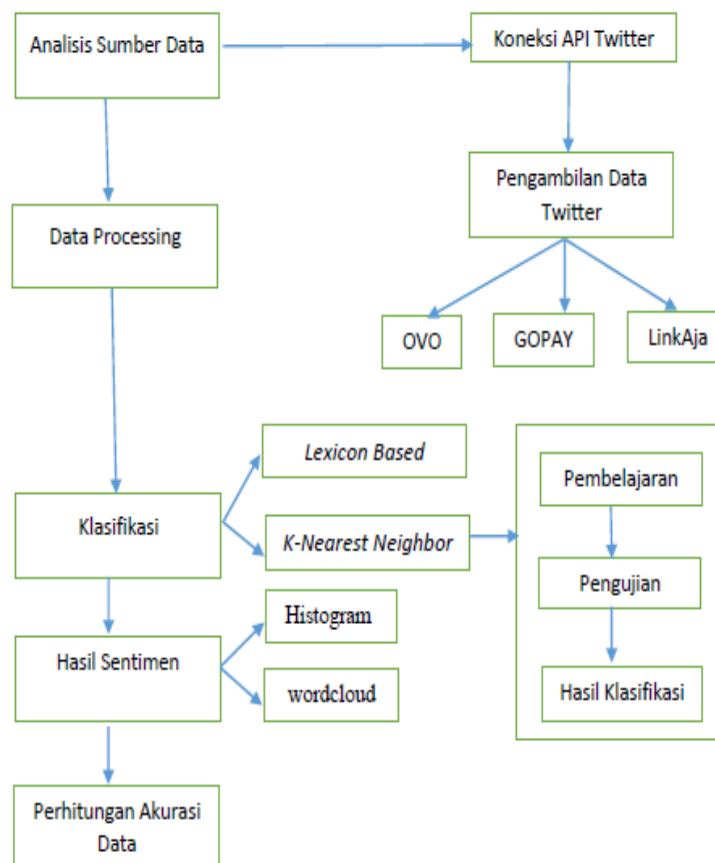 Analisis Sumber Data
Koneksi API Twitter
Pengambilan Data
Twitter
Data Processing
OVO
GOPAY
LinkAja
Lexicon Based
Klasifikasi
K-Nearest Neighbor
Pembelajaran
Pengujian
Hasil Klasifikasi
Hasil Sentimen
Histogram
wordcloud
Perhitungan Akurasi
Data